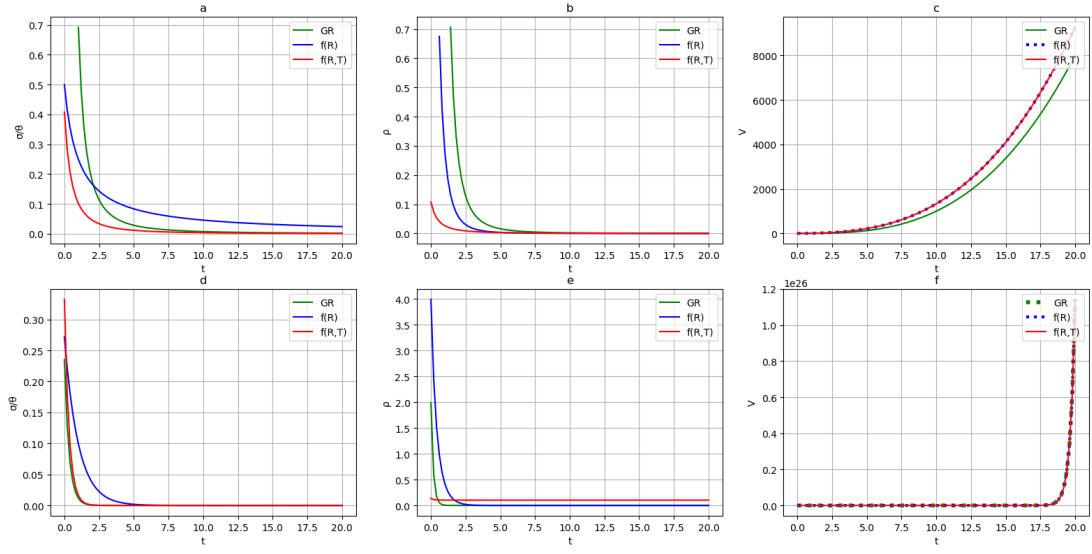 a
0.7
0.6
0.5
0.4
0.3
0.2
0.1
0.0
σ/θ
GR
f(R)
f(R,T)
0.0 2.5 5.0 7.5 10.0 12.5 15.0 17.5 20.0
t
b
0.7
0.6
0.5
0.4
0.3
0.2
0.1
0.0
ρ
GR
f(R)
f(R,T)
0.0 2.5 5.0 7.5 10.0 12.5 15.0 17.5 20.0
t
c
8000
6000
4000
2000
0
V
GR
f(R)
f(R,T)
0.0 2.5 5.0 7.5 10.0 12.5 15.0 17.5 20.0
t
d
0.30
0.25
0.20
0.15
0.10
0.05
0.00
σ/θ
GR
f(R)
f(R,T)
0.0 2.5 5.0 7.5 10.0 12.5 15.0 17.5 20.0
t
e
4.0
3.5
3.0
2.5
2.0
1.5
1.0
0.5
0.0
ρ
GR
f(R)
f(R,T)
0.0 2.5 5.0 7.5 10.0 12.5 15.0 17.5 20.0
t
f
1e26
1.2
1.0
0.8
0.6
0.4
0.2
0.0
V
GR
f(R)
f(R,T)
0.0 2.5 5.0 7.5 10.0 12.5 15.0 17.5 20.0
t